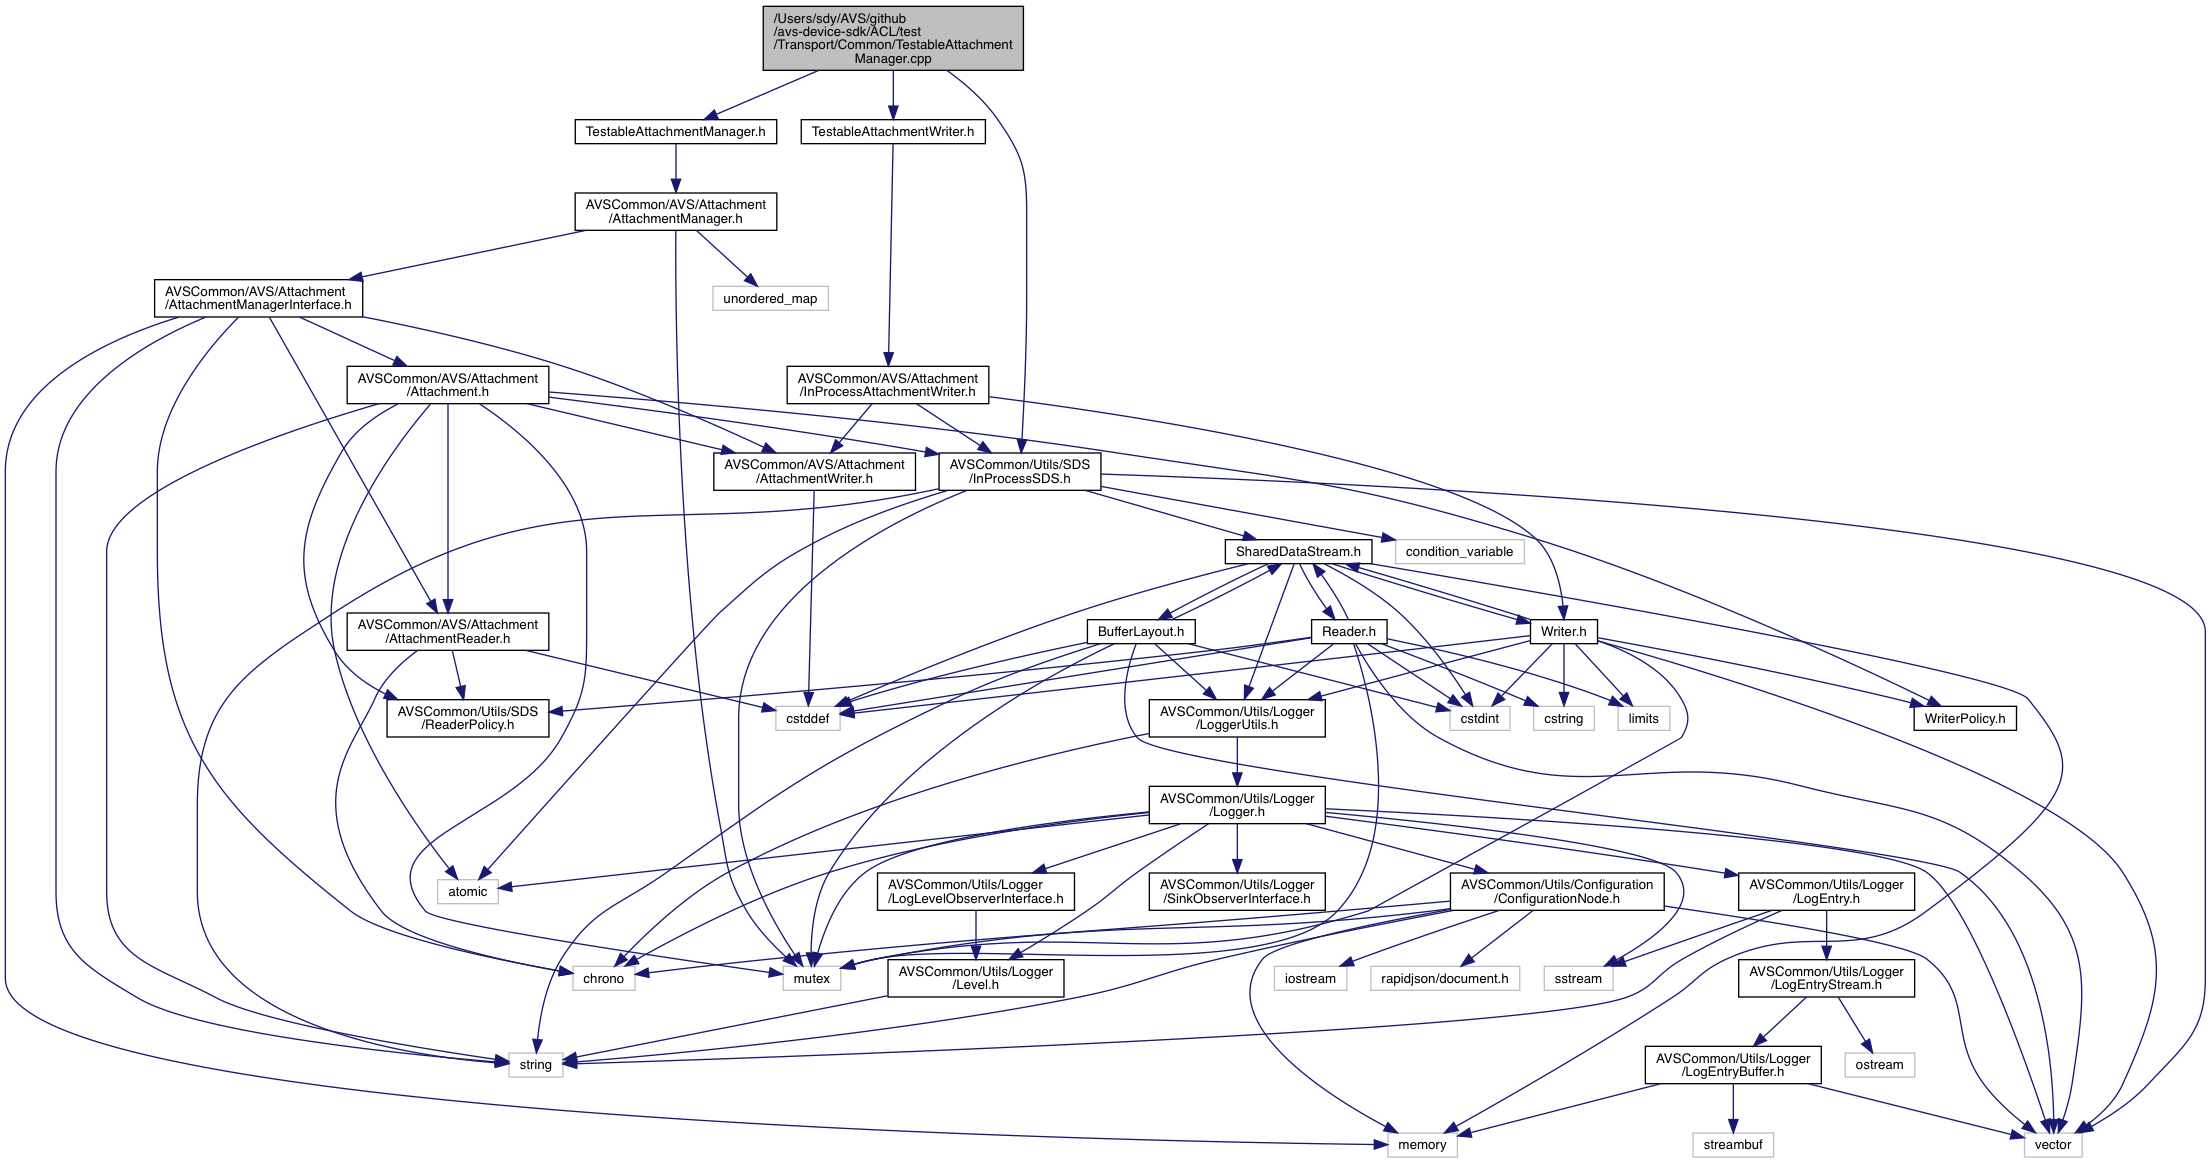 /Users/sdy/AVS/github
/avs-device-sdk/ACL/test
/Transport/Common/TestableAttachment
Manager.cpp
TestableAttachmentManager.h
TestableAttachmentWriter.h
AVSCommon/AVS/Attachment
/AttachmentManager.h
AVSCommon/AVS/Attachment
/AttachmentManagerInterface.h
unordered_map
AVSCommon/AVS/Attachment
/Attachment.h
AVSCommon/AVS/Attachment
/InProcessAttachmentWriter.h
AVSCommon/AVS/Attachment
/AttachmentWriter.h
AVSCommon/Utils/SDS
/InProcessSDS.h
SharedDataStream.h
condition_variable
AVSCommon/AVS/Attachment
/AttachmentReader.h
BufferLayout.h
Reader.h
Writer.h
AVSCommon/Utils/SDS
/ReaderPolicy.h
cstddef
AVSCommon/Utils/Logger
/LoggerUtils.h
cstdint
cstring
limits
WriterPolicy.h
AVSCommon/Utils/Logger
/Logger.h
atomic
AVSCommon/Utils/Logger
/LogLevelObserverInterface.h
AVSCommon/Utils/Logger
/SinkObserverInterface.h
AVSCommon/Utils/Configuration
/ConfigurationNode.h
AVSCommon/Utils/Logger
/LogEntry.h
chrono
mutex
AVSCommon/Utils/Logger
/Level.h
iostream
rapidjson/document.h
sstream
AVSCommon/Utils/Logger
/LogEntryStream.h
string
AVSCommon/Utils/Logger
/LogEntryBuffer.h
ostream
memory
streambuf
vector